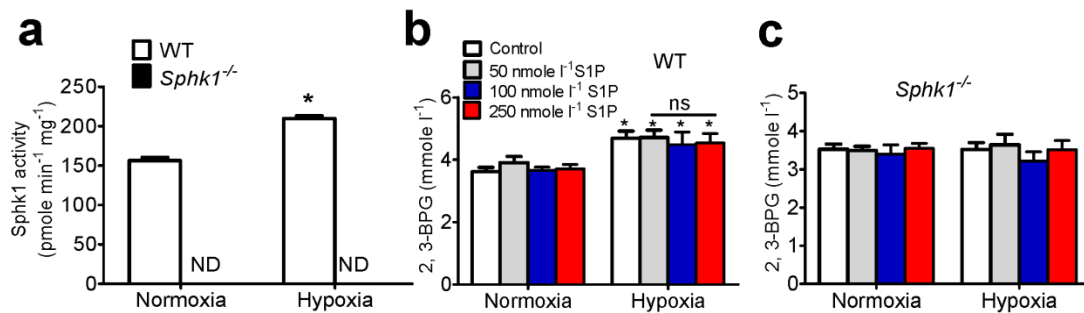 a
WT
Sphk1-/-
Sphk1 activity
(pmole min-1 mg-1)
250
200
150
100
50
0
*
ND
ND
Normoxia
Hypoxia
b
Control
50 nmole l-1 S1P
100 nmole l-1 S1P
250 nmole l-1 S1P
WT
2, 3-BPG (mmole l-1)
6
4
2
0
ns
* * * *
Normoxia
Hypoxia
c
Sphk1-/-
2, 3-BPG (mmole l-1)
5
4
3
2
1
0
Normoxia
Hypoxia